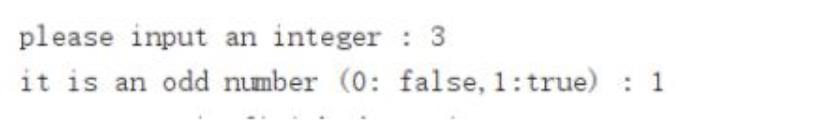 please input an integer : 3
it is an odd number (0: false,1:true) : 1